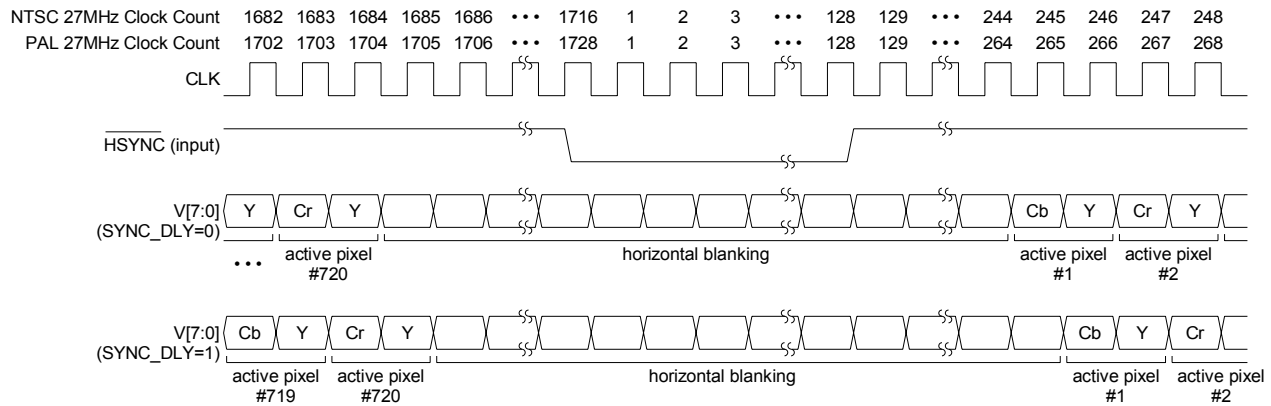 NTSC 27MHz Clock Count 1682 1683 1684 1685 1686 ••• 1716 1 2 3 ••• 128 129 ••• 244 245 246 247 248
PAL 27MHz Clock Count 1702 1703 1704 1705 1706 ••• 1728 1 2 3 ••• 128 129 ••• 264 265 266 267 268
CLK
HSYNC (input)
V[7:0] Y Cr Y Cb Y Cr Y
(SYNC_DLY=0)
••• active pixel horizontal blanking active pixel active pixel
#720 #1 #2
V[7:0] Cb Y Cr Y Cb Y Cr
(SYNC_DLY=1)
active pixel active pixel horizontal blanking active pixel active pixel
#719 #720 #1 #2